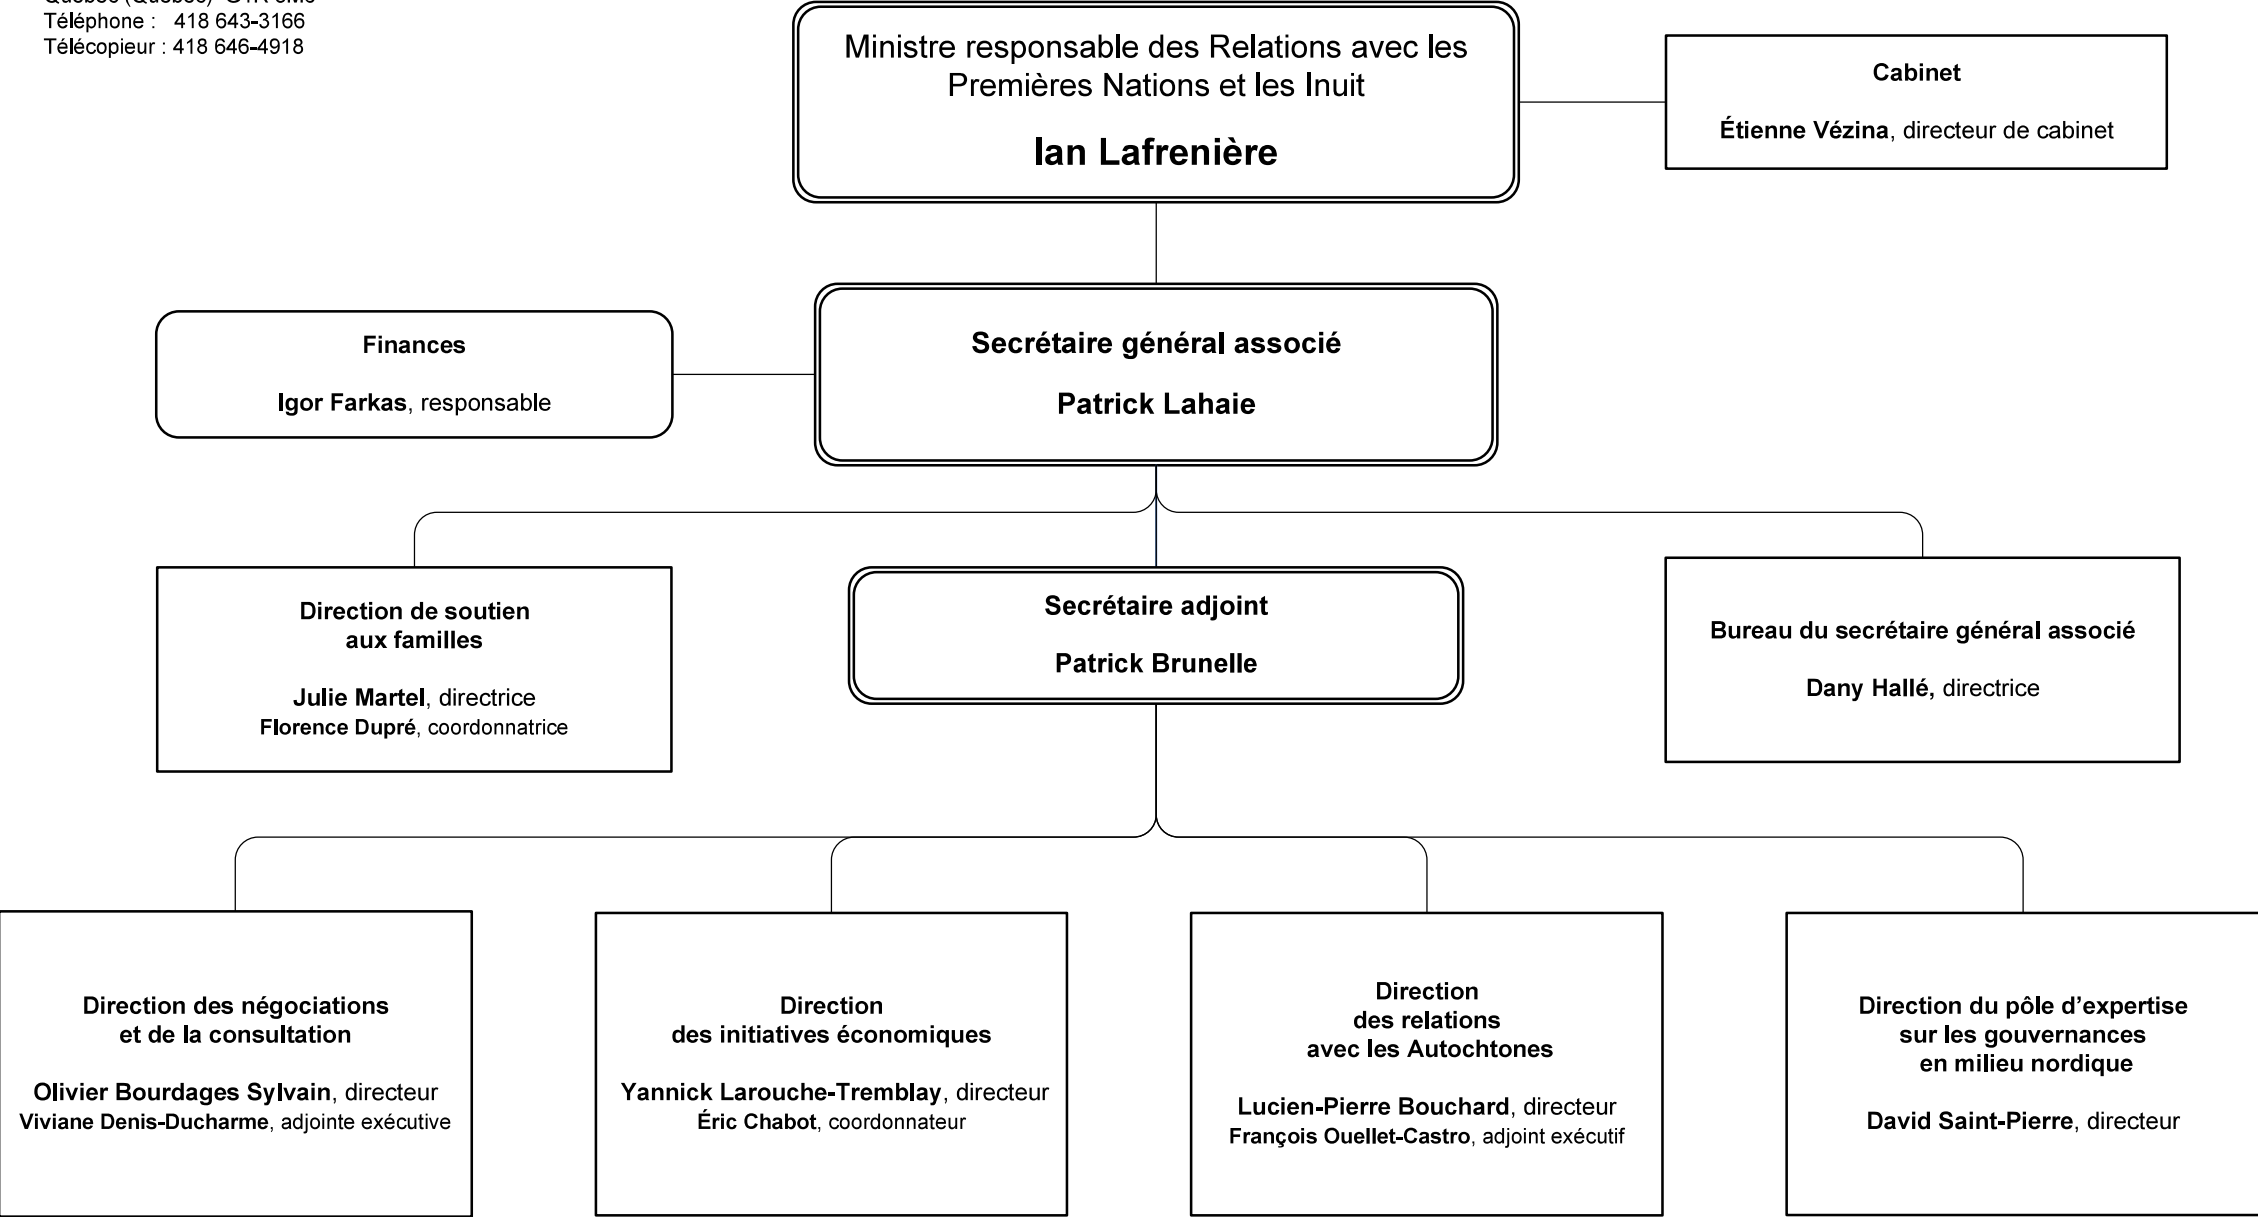 Téléphone : 418 643-3166
Télécopieur : 418 646-4918
Ministre responsable des Relations avec les
Premières Nations et les Inuit
Ian Lafrenière
Cabinet
Étienne Vézina, directeur de cabinet
Finances
Igor Farkas, responsable
Secrétaire général associé
Patrick Lahaie
Direction de soutien
aux familles
Julie Martel, directrice
Florence Dupré, coordonnatrice
Secrétaire adjoint
Patrick Brunelle
Bureau du secrétaire général associé
Dany Hallé, directrice
Direction des négociations
et de la consultation
Olivier Bourdages Sylvain, directeur
Viviane Denis-Ducharme, adjointe exécutive
Direction
des initiatives économiques
Yannick Larouche-Tremblay, directeur
Éric Chabot, coordonnateur
Direction
des relations
avec les Autochtones
Lucien-Pierre Bouchard, directeur
François Ouellet-Castro, adjoint exécutif
Direction du pôle d’expertise
sur les gouvernances
en milieu nordique
David Saint-Pierre, directeur